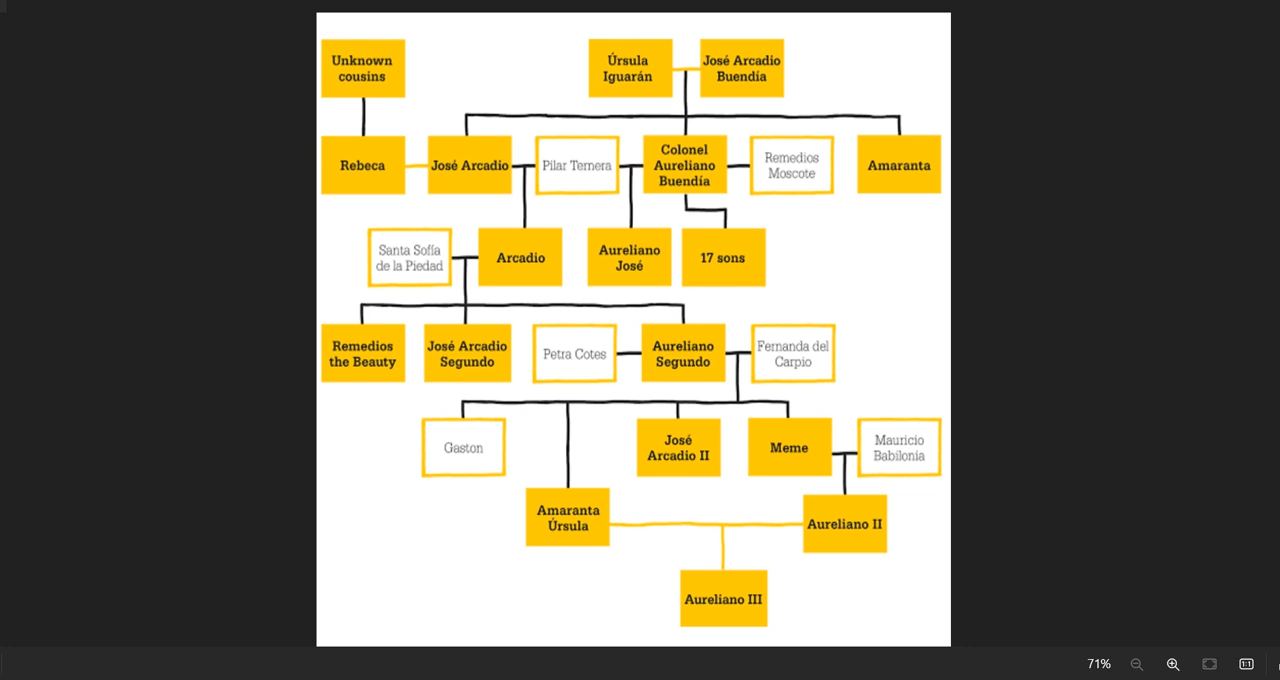 Unknown
cousins
Úrsula
Iguarán
José Arcadio
Buendía
Rebeca
José Arcadio
Pilar Ternera
Colonel
Aureliano
Buendía
Remedios
Moscote
Amaranta
Santa Sofía
de la Piedad
Arcadio
Aureliano
José
17 sons
Remedios
the Beauty
José Arcadio
Segundo
Petra Cotes
Aureliano
Segundo
Fernanda del
Carpio
Gaston
José
Arcadio II
Meme
Mauricio
Babilonia
Amaranta
Úrsula
Aureliano II
Aureliano III
71%
1:1